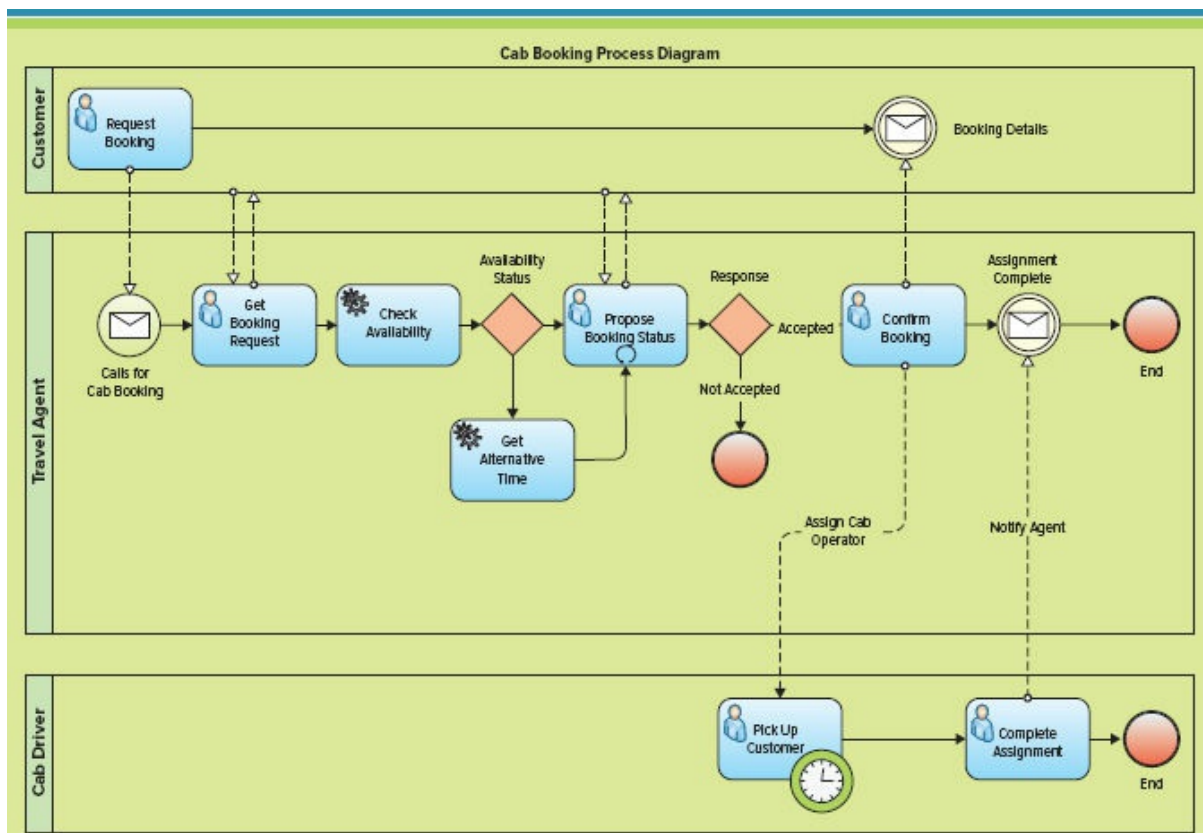 Cab Booking Process Diagram
Customer
Request
Booking
Booking Details
Travel Agent
Calls for
Cab Booking
Get
Booking
Request
Check
Availability
Availability
Status
Get
Alternative
Time
Propose
Booking Status
Response
Accepted
Not Accepted
Confirm
Booking
Assignment
Complete
End
Assign Cab
Operator
Notify Agent
Cab Driver
Pick Up
Customer
Complete
Assignment
End